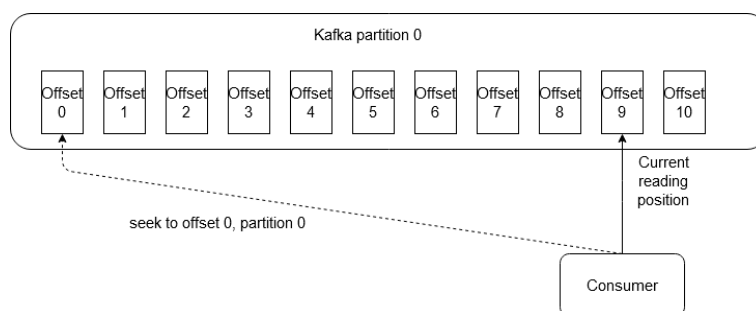 Kafka partition 0
Offset
0
Offset
1
Offset
2
Offset
3
Offset
4
Offset
5
Offset
6
Offset
7
Offset
8
Offset
9
Offset
10
Current
reading
position
seek to offset 0, partition 0
Consumer